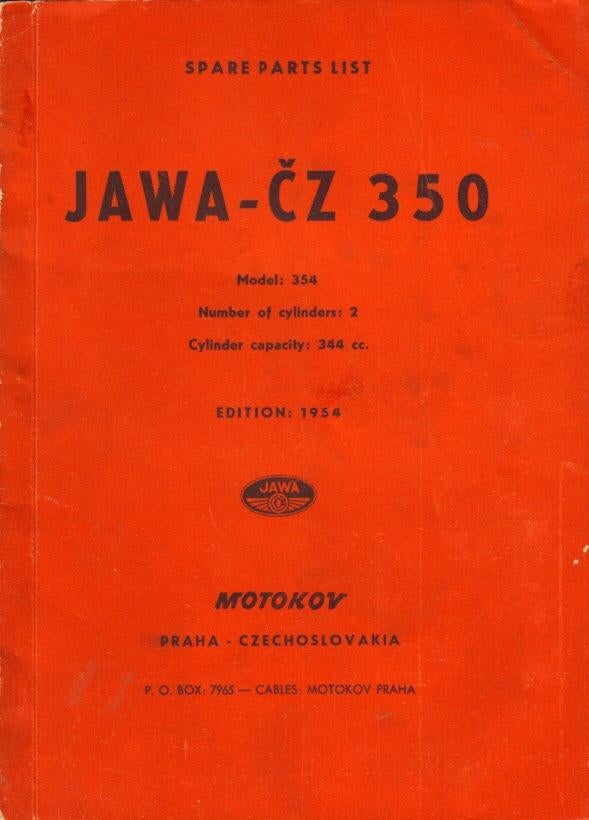 SPARE PARTS LIST
JAWA-ČZ 350
Model: 354
Number of cylinders: 2
Cylinder capacity: 344 cc.
EDITION: 1954
JAWA
MOTOKOV
PRAHA - CZECHOSLOVAKIA
P. O. BOX: 7965 — CABLES: MOTOKOV PRAHA